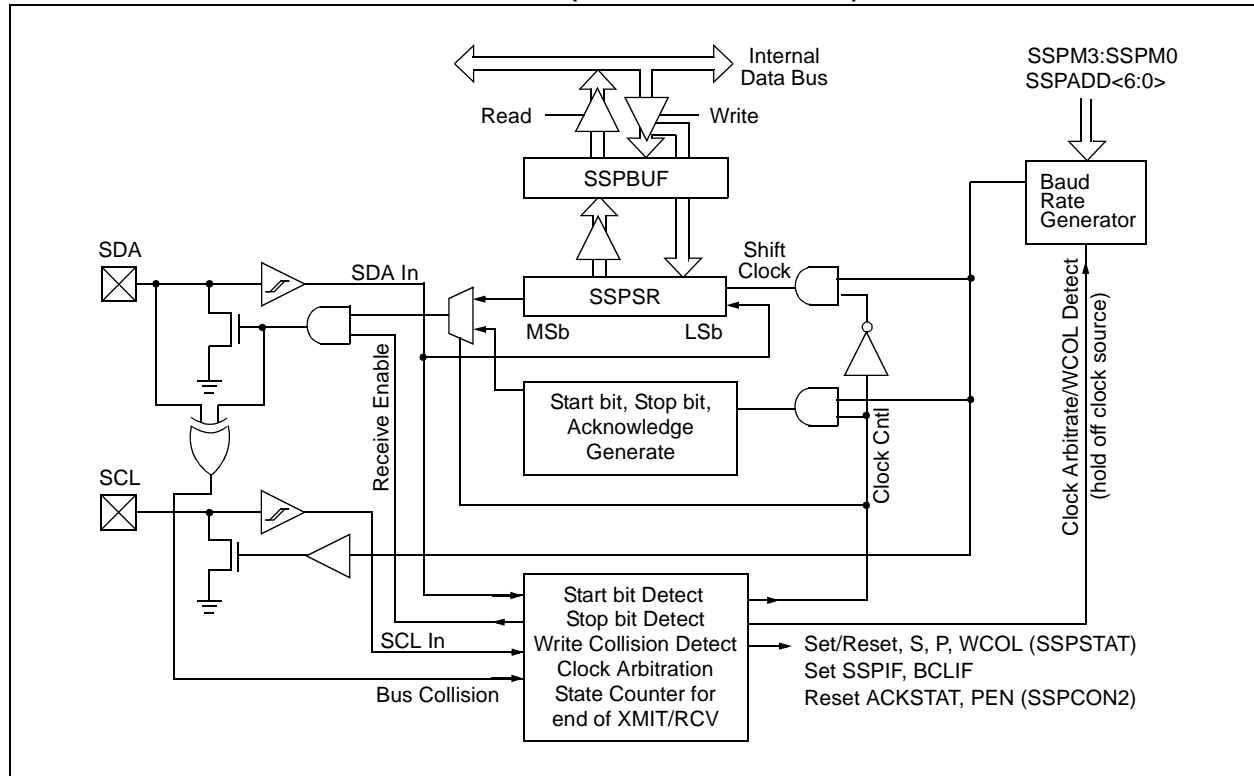 Internal
Data Bus
SSPM3:SSPM0
SSPADD<6:0>
Read
Write
SSPBUF
Baud
Rate
Generator
SDA
SDA In
Shift
Clock
SSPSR
MSb
LSb
Start bit, Stop bit,
Acknowledge
Generate
Receive Enable
Clock Cntl
Clock Arbitrate/WCOL Detect
(hold off clock source)
SCL
SCL In
Bus Collision
Start bit Detect
Stop bit Detect
Write Collision Detect
Clock Arbitration
State Counter for
end of XMIT/RCV
Set/Reset, S, P, WCOL (SSPSTAT)
Set SSPIF, BCLIF
Reset ACKSTAT, PEN (SSPCON2)